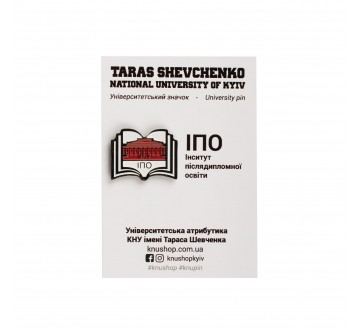 TARAS SHEVCHENKO
NATIONAL UNIVERSITY OF KYIV
Університетський значок - University pin
ІПО
ІПО
Інститут
післядипломної
освіти
Університетська атрибутика
КНУ імені Тараса Шевченка
knushop.com.ua
knushopkyiv
#knushop #knupin